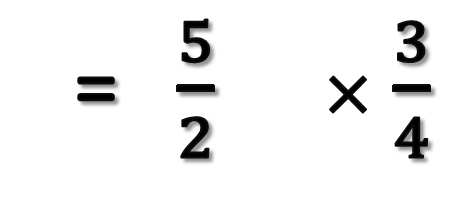 = 5/2 × 3/4